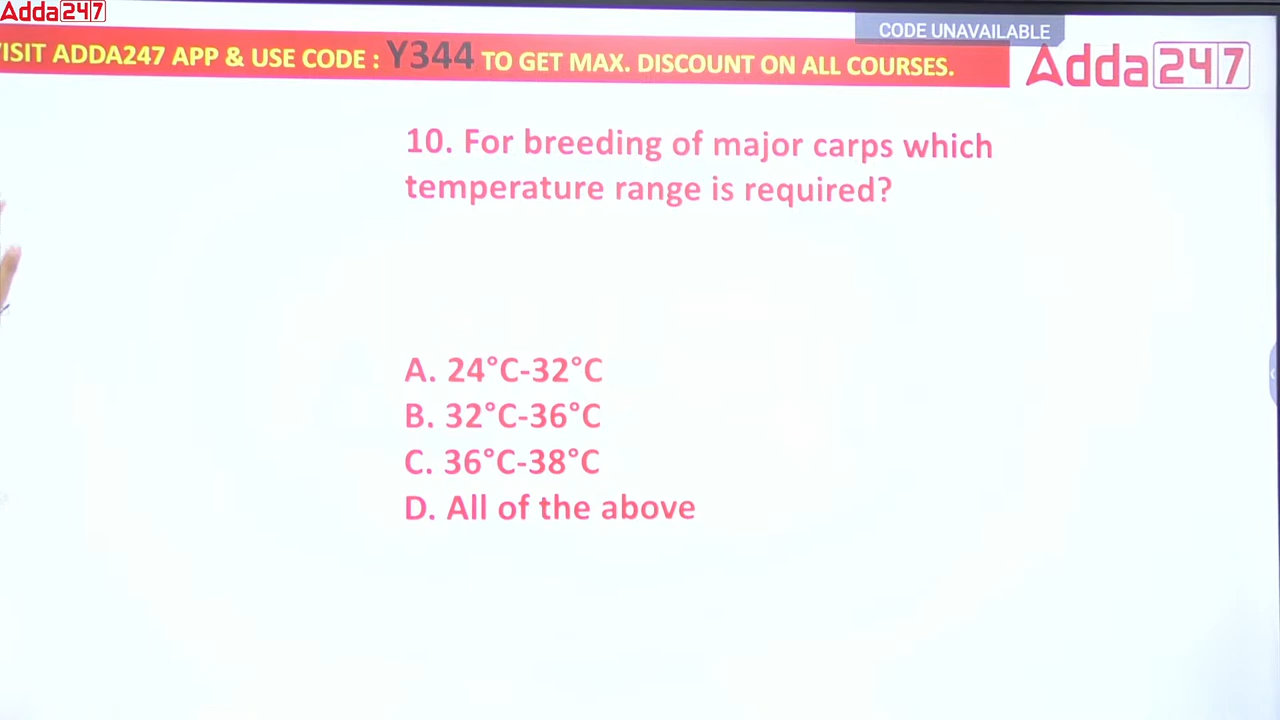 Adda247
CODE UNAVAILABLE
VISIT ADDA247 APP & USE CODE : Y344 TO GET MAX. DISCOUNT ON ALL COURSES.
Adda247
10. For breeding of major carps which
temperature range is required?
A. 24°C-32°C
B. 32°C-36°C
C. 36°C-38°C
D. All of the above